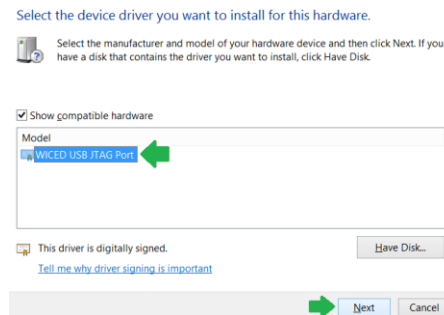 Select the device driver you want to install for this hardware.
Select the manufacturer and model of your hardware device and then click Next. If you
have a disk that contains the driver you want to install, click Have Disk.
Show compatible hardware
Model
WICED USB JTAG Port
This driver is digitally signed.
Have Disk...
Tell me why driver signing is important
Next
Cancel